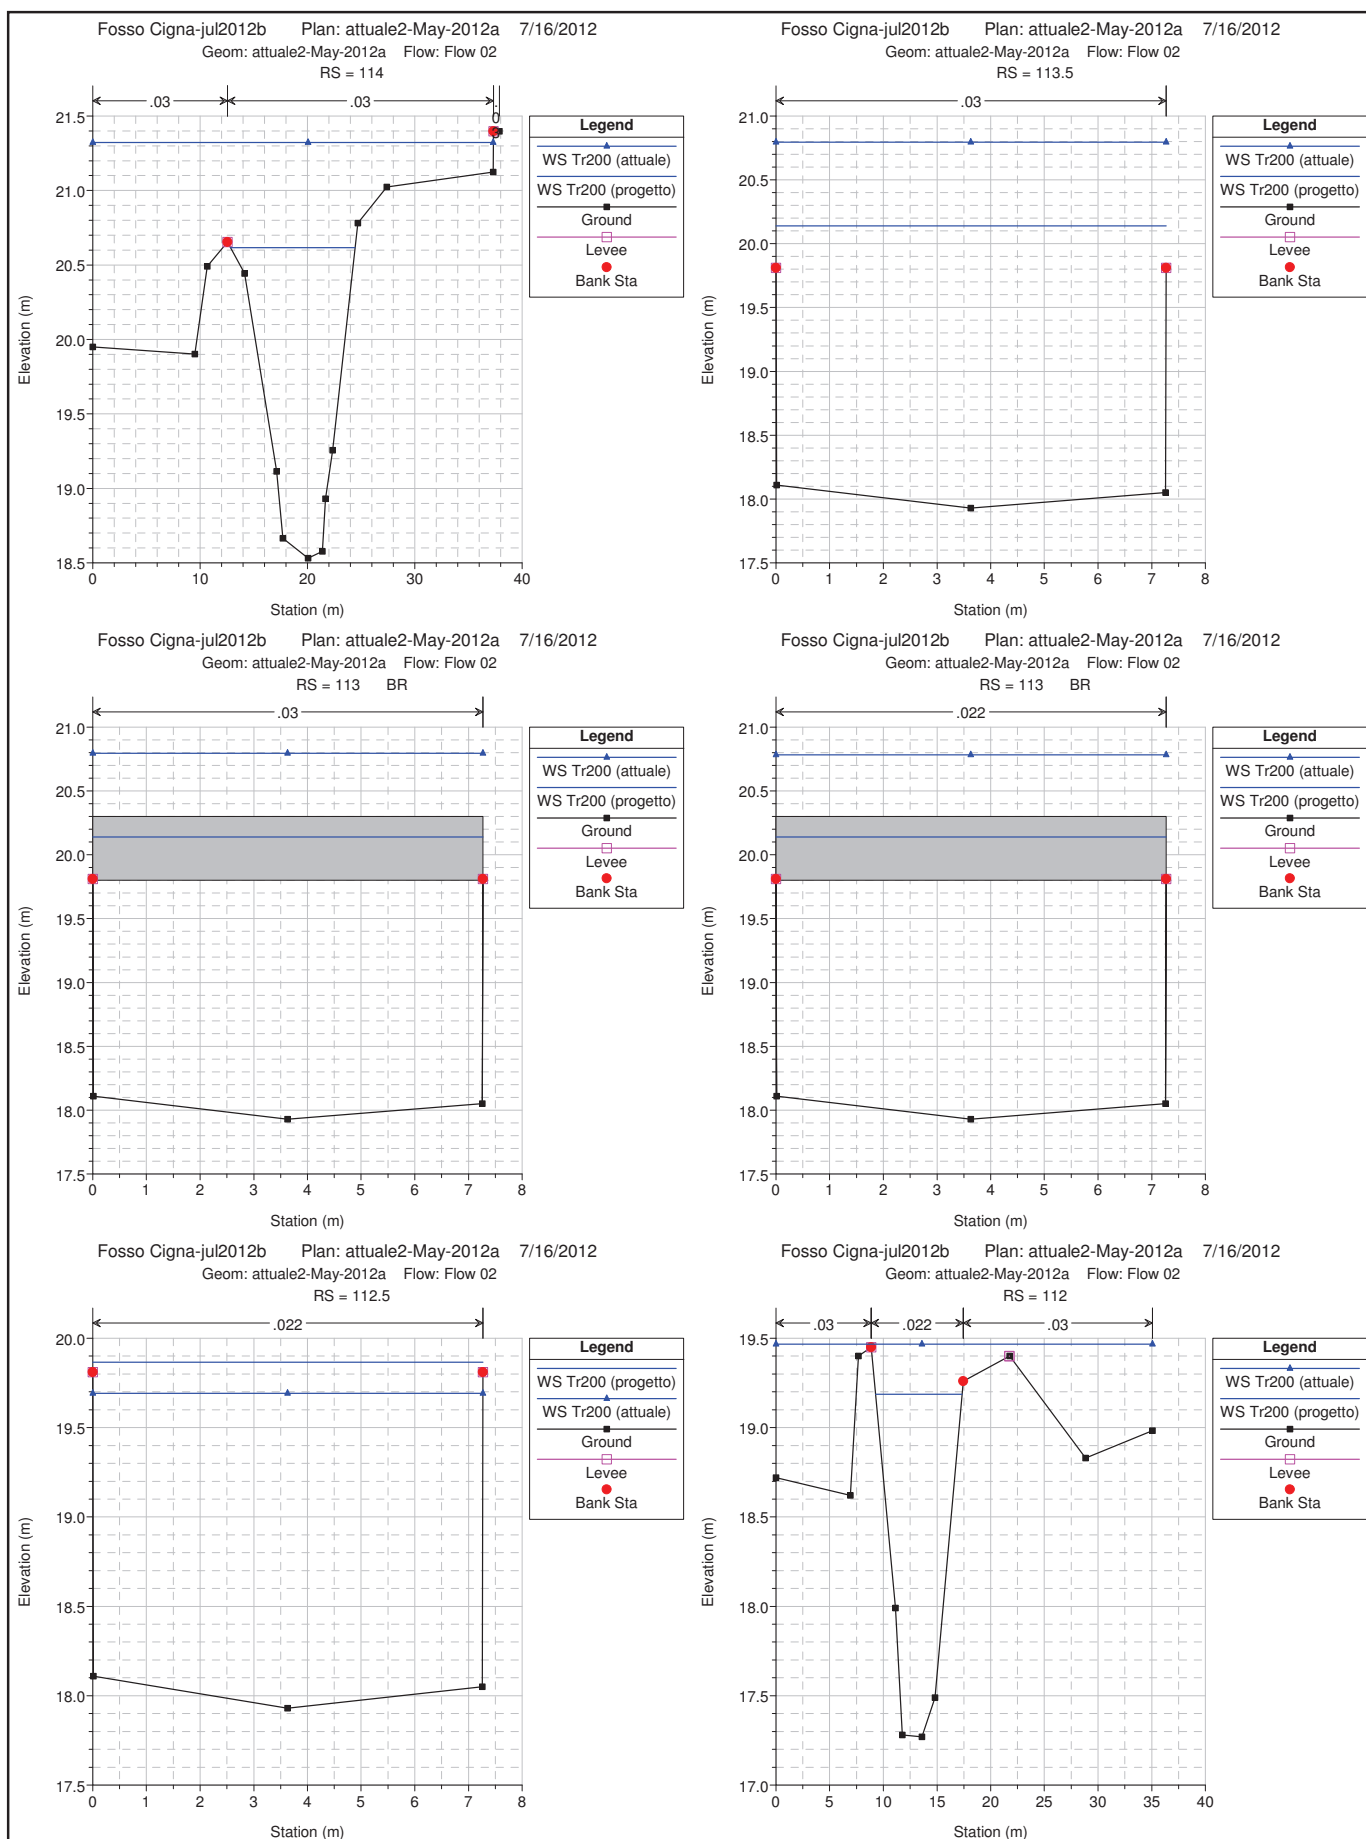 Fosso Cigna-jul2012b Plan: attuale2-May-2012a 7/16/2012
Geom: attuale2-May-2012a Flow: Flow 02
RS = 114
.03 .03 .0
21.5
21.0
20.5
20.0
19.5
19.0
18.5
0 10 20 30 40
Elevation (m)
Station (m)
Legend
WS Tr200 (attuale)
WS Tr200 (progetto)
Ground
Levee
Bank Sta
Fosso Cigna-jul2012b Plan: attuale2-May-2012a 7/16/2012
Geom: attuale2-May-2012a Flow: Flow 02
RS = 113.5
.03
21.0
20.5
20.0
19.5
19.0
18.5
18.0
17.5
0 1 2 3 4 5 6 7 8
Elevation (m)
Station (m)
Legend
WS Tr200 (attuale)
WS Tr200 (progetto)
Ground
Levee
Bank Sta
Fosso Cigna-jul2012b Plan: attuale2-May-2012a 7/16/2012
Geom: attuale2-May-2012a Flow: Flow 02
RS = 113 BR
.03
21.0
20.5
20.0
19.5
19.0
18.5
18.0
17.5
0 1 2 3 4 5 6 7 8
Elevation (m)
Station (m)
Legend
WS Tr200 (attuale)
WS Tr200 (progetto)
Ground
Levee
Bank Sta
Fosso Cigna-jul2012b Plan: attuale2-May-2012a 7/16/2012
Geom: attuale2-May-2012a Flow: Flow 02
RS = 113 BR
.022
21.0
20.5
20.0
19.5
19.0
18.5
18.0
17.5
0 1 2 3 4 5 6 7 8
Elevation (m)
Station (m)
Legend
WS Tr200 (attuale)
WS Tr200 (progetto)
Ground
Levee
Bank Sta
Fosso Cigna-jul2012b Plan: attuale2-May-2012a 7/16/2012
Geom: attuale2-May-2012a Flow: Flow 02
RS = 112.5
.022
20.0
19.5
19.0
18.5
18.0
17.5
0 1 2 3 4 5 6 7 8
Elevation (m)
Station (m)
Legend
WS Tr200 (progetto)
WS Tr200 (attuale)
Ground
Levee
Bank Sta
Fosso Cigna-jul2012b Plan: attuale2-May-2012a 7/16/2012
Geom: attuale2-May-2012a Flow: Flow 02
RS = 112
.03 .022 .03
19.5
19.0
18.5
18.0
17.5
17.0
0 5 10 15 20 25 30 35 40
Elevation (m)
Station (m)
Legend
WS Tr200 (attuale)
WS Tr200 (progetto)
Ground
Levee
Bank Sta